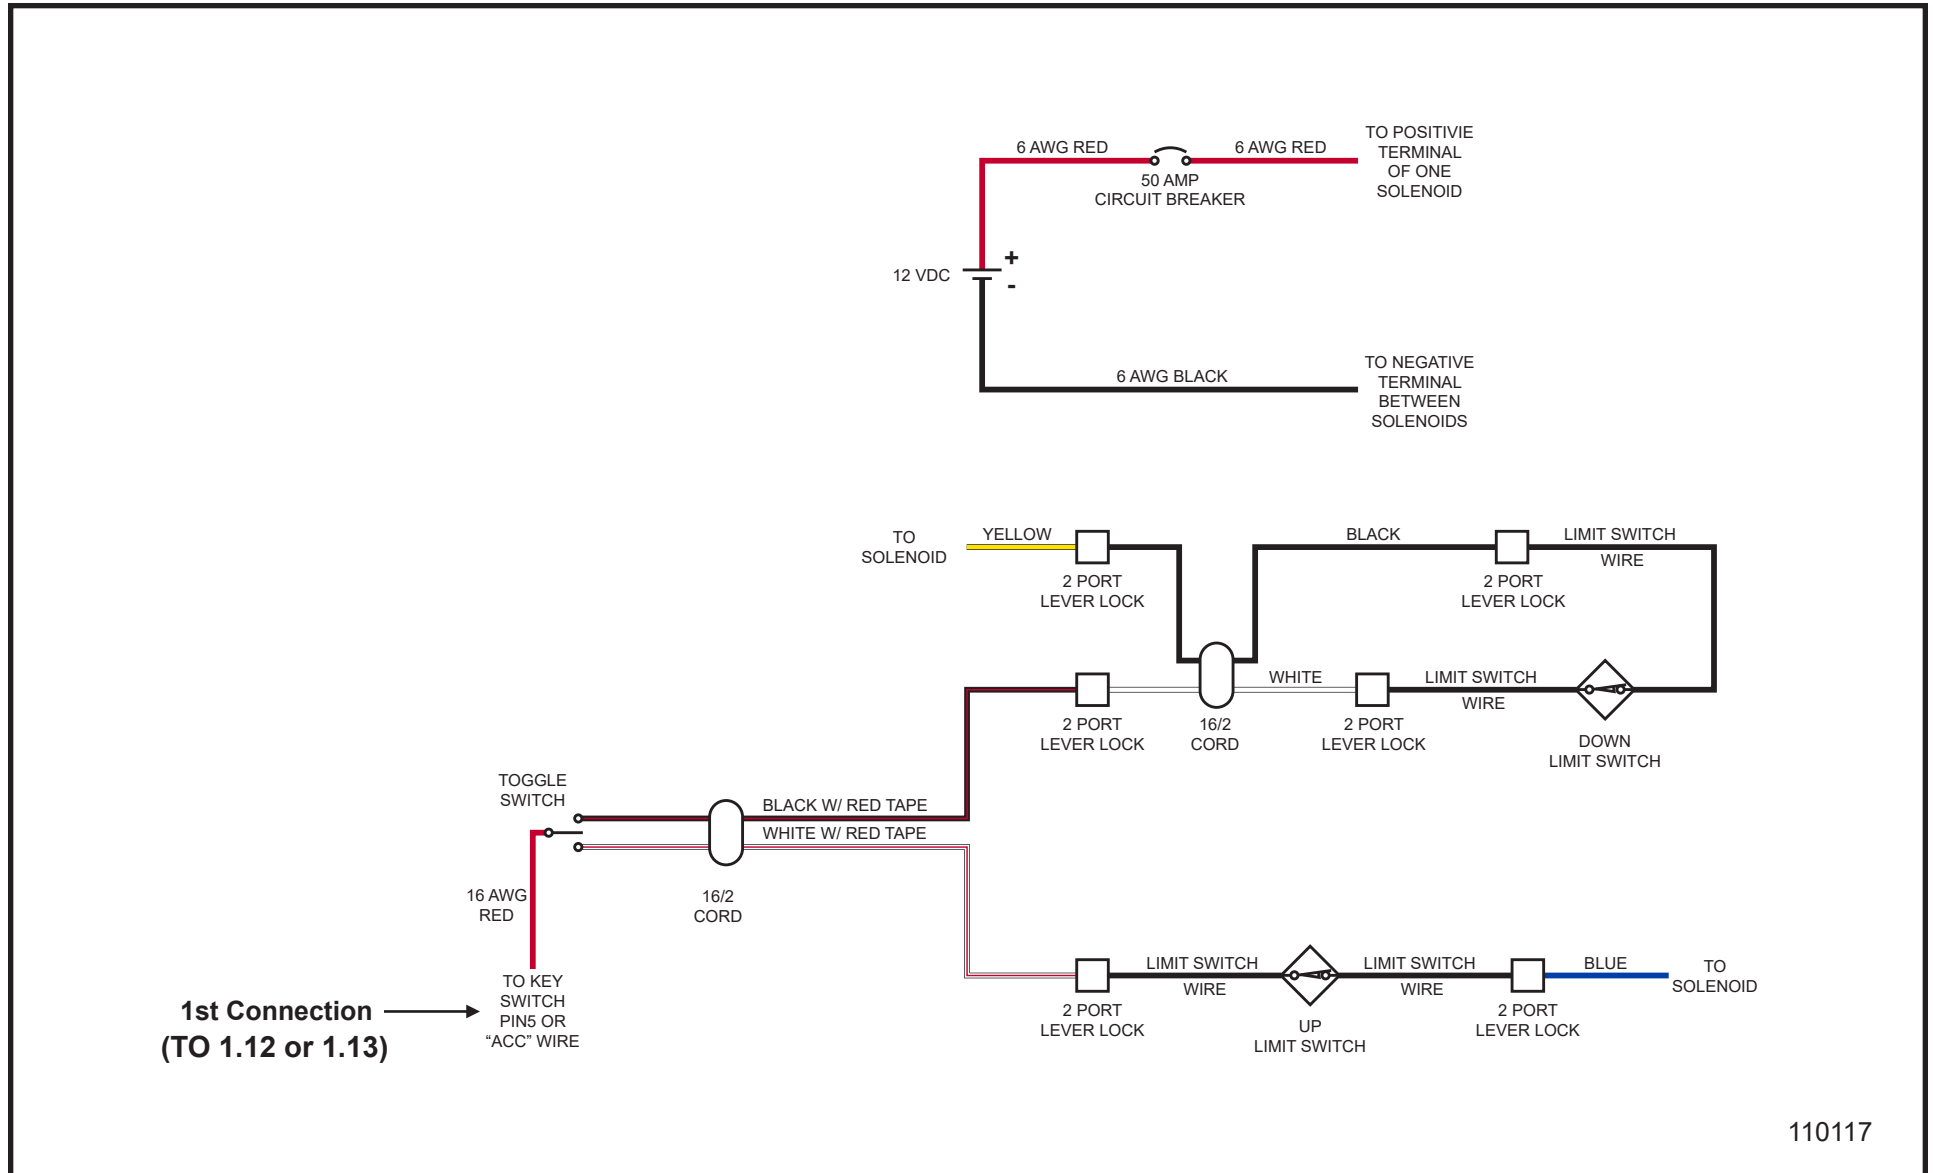 6 AWG RED
6 AWG RED
TO POSITIVIE
TERMINAL
OF ONE
SOLENOID
50 AMP
CIRCUIT BREAKER
12 VDC
+
-
6 AWG BLACK
TO NEGATIVE
TERMINAL
BETWEEN
SOLENOIDS
TO
SOLENOID
YELLOW
2 PORT
LEVER LOCK
BLACK
2 PORT
LEVER LOCK
LIMIT SWITCH
WIRE
2 PORT
LEVER LOCK
16/2
CORD
WHITE
2 PORT
LEVER LOCK
LIMIT SWITCH
WIRE
DOWN
LIMIT SWITCH
TOGGLE
SWITCH
BLACK W/ RED TAPE
WHITE W/ RED TAPE
16 AWG
RED
16/2
CORD
TO KEY
SWITCH
PIN5 OR
“ACC” WIRE
1st Connection
(TO 1.12 or 1.13)
2 PORT
LEVER LOCK
LIMIT SWITCH
WIRE
UP
LIMIT SWITCH
LIMIT SWITCH
WIRE
2 PORT
LEVER LOCK
BLUE
TO
SOLENOID
110117